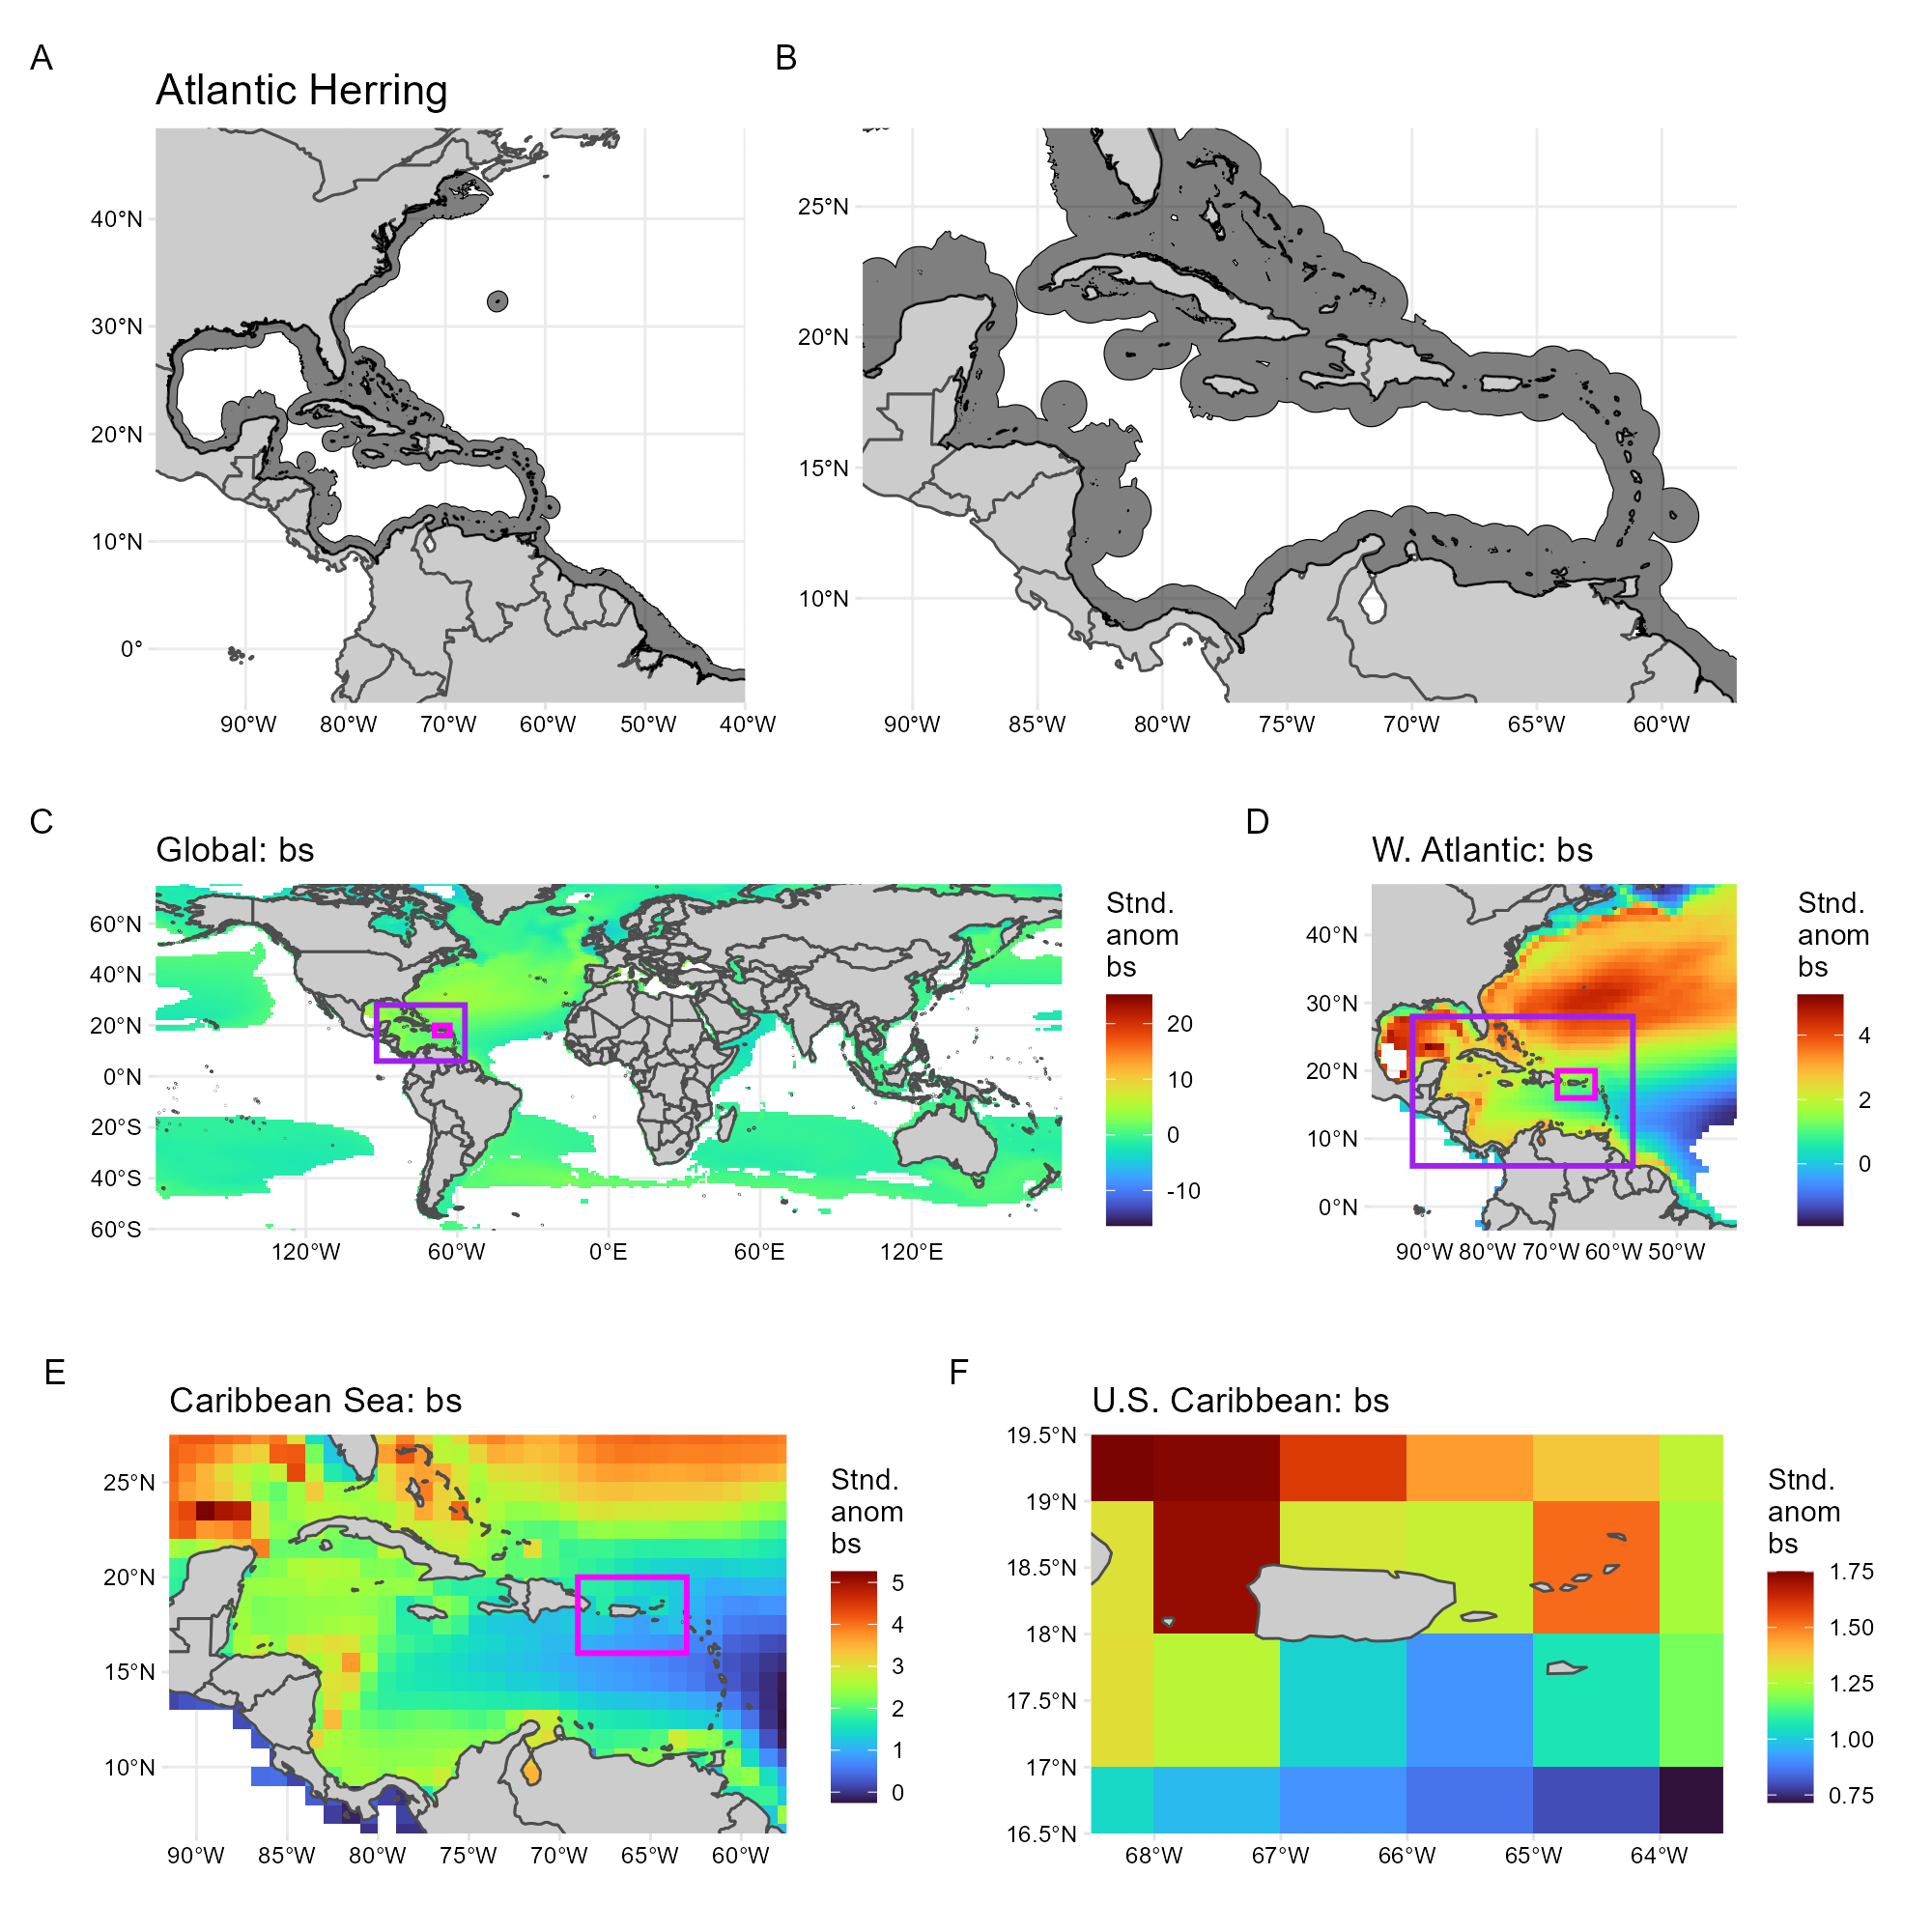 A
B
Atlantic Herring
40°N
30°N
20°N
10°N
0°
90°W 80°W 70°W 60°W 50°W 40°W
25°N
20°N
15°N
10°N
90°W 85°W 80°W 75°W 70°W 65°W 60°W
C
D
Global: bs
60°N
40°N
20°N
0°N
20°S
40°S
60°S
120°W 60°W 0°E 60°E 120°E
Stnd.
anom
bs
20
10
0
-10
W. Atlantic: bs
40°N
30°N
20°N
10°N
0°N
90°W 80°W 70°W 60°W 50°W
Stnd.
anom
bs
4
2
0
E
F
Caribbean Sea: bs
25°N
20°N
15°N
10°N
90°W 85°W 80°W 75°W 70°W 65°W 60°W
Stnd.
anom
bs
5
4
3
2
1
0
U.S. Caribbean: bs
19.5°N
19°N
18.5°N
18°N
17.5°N
17°N
16.5°N
68°W 67°W 66°W 65°W 64°W
Stnd.
anom
bs
1.75
1.50
1.25
1.00
0.75